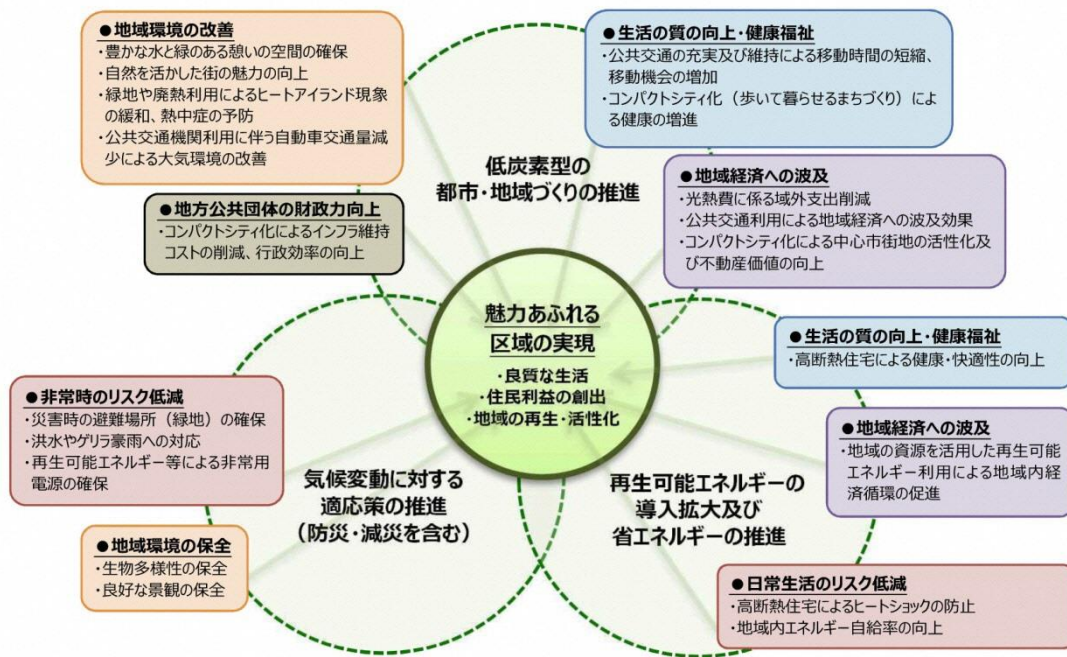 ●地域環境の改善
・豊かな水と緑のある憩いの空間の確保
・自然を活かした街の魅力の向上
・緑地や廃熱利用によるヒートアイランド現象
の緩和、熱中症の予防
・公共交通機関利用に伴う自動車交通量減
少による大気環境の改善
●地方公共団体の財政力向上
・コンパクトシティ化によるインフラ維持
コストの削減、行政効率の向上
低炭素型の
都市・地域づくりの推進
●生活の質の向上・健康福祉
・公共交通の充実及び維持による移動時間の短縮、
移動機会の増加
・コンパクトシティ化（歩いて暮らせるまちづくり）によ
る健康の増進
●地域経済への波及
・光熱費に係る域外支出削減
・公共交通利用による地域経済への波及効果
・コンパクトシティ化による中心市街地の活性化及
び不動産価値の向上
魅力あふれる
区域の実現
・良質な生活
・住民利益の創出
・地域の再生・活性化
●非常時のリスク低減
・災害時の避難場所（緑地）の確保
・洪水やゲリラ豪雨への対応
・再生可能エネルギー等による非常用
電源の確保
●地域環境の保全
・生物多様性の保全
・良好な景観の保全
気候変動に対する
適応策の推進
（防災・減災を含む）
再生可能エネルギーの
導入拡大及び
省エネルギーの推進
●生活の質の向上・健康福祉
・高断熱住宅による健康・快適性の向上
●地域経済への波及
・地域の資源を活用した再生可能
エネルギー利用による地域内経
済循環の促進
●日常生活のリスク低減
・高断熱住宅によるヒートショックの防止
・地域内エネルギー自給率の向上